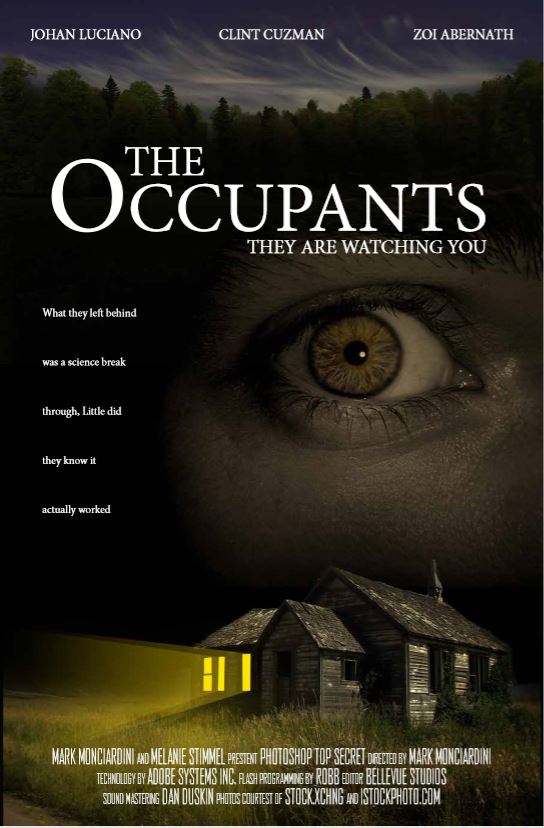 JOHAN LUCIANO CLINT CUZMAN ZOI ABERNATH
THE
OCCUPANTS
THEY ARE WATCHING YOU
What they left behind
was a science break
through, Little did
they know it
actually worked
MARK MONCIARDINI AND MELANIE STIMMEL PRESTENT PHOTOSHOP TOP SECRET DIRECTED BY MARK MONCIARDINI
TECHNOLOGY BY ADOBE SYSTEMS INC. FLASH PROGRAMMING BY ROBB EDITOR BELLEVUE STUDIOS
SOUND MASTERING DAN DUSKIN PHOTOS COURTEST OF STOCK.XCHNG AND ISTOCKPHOTO.COM